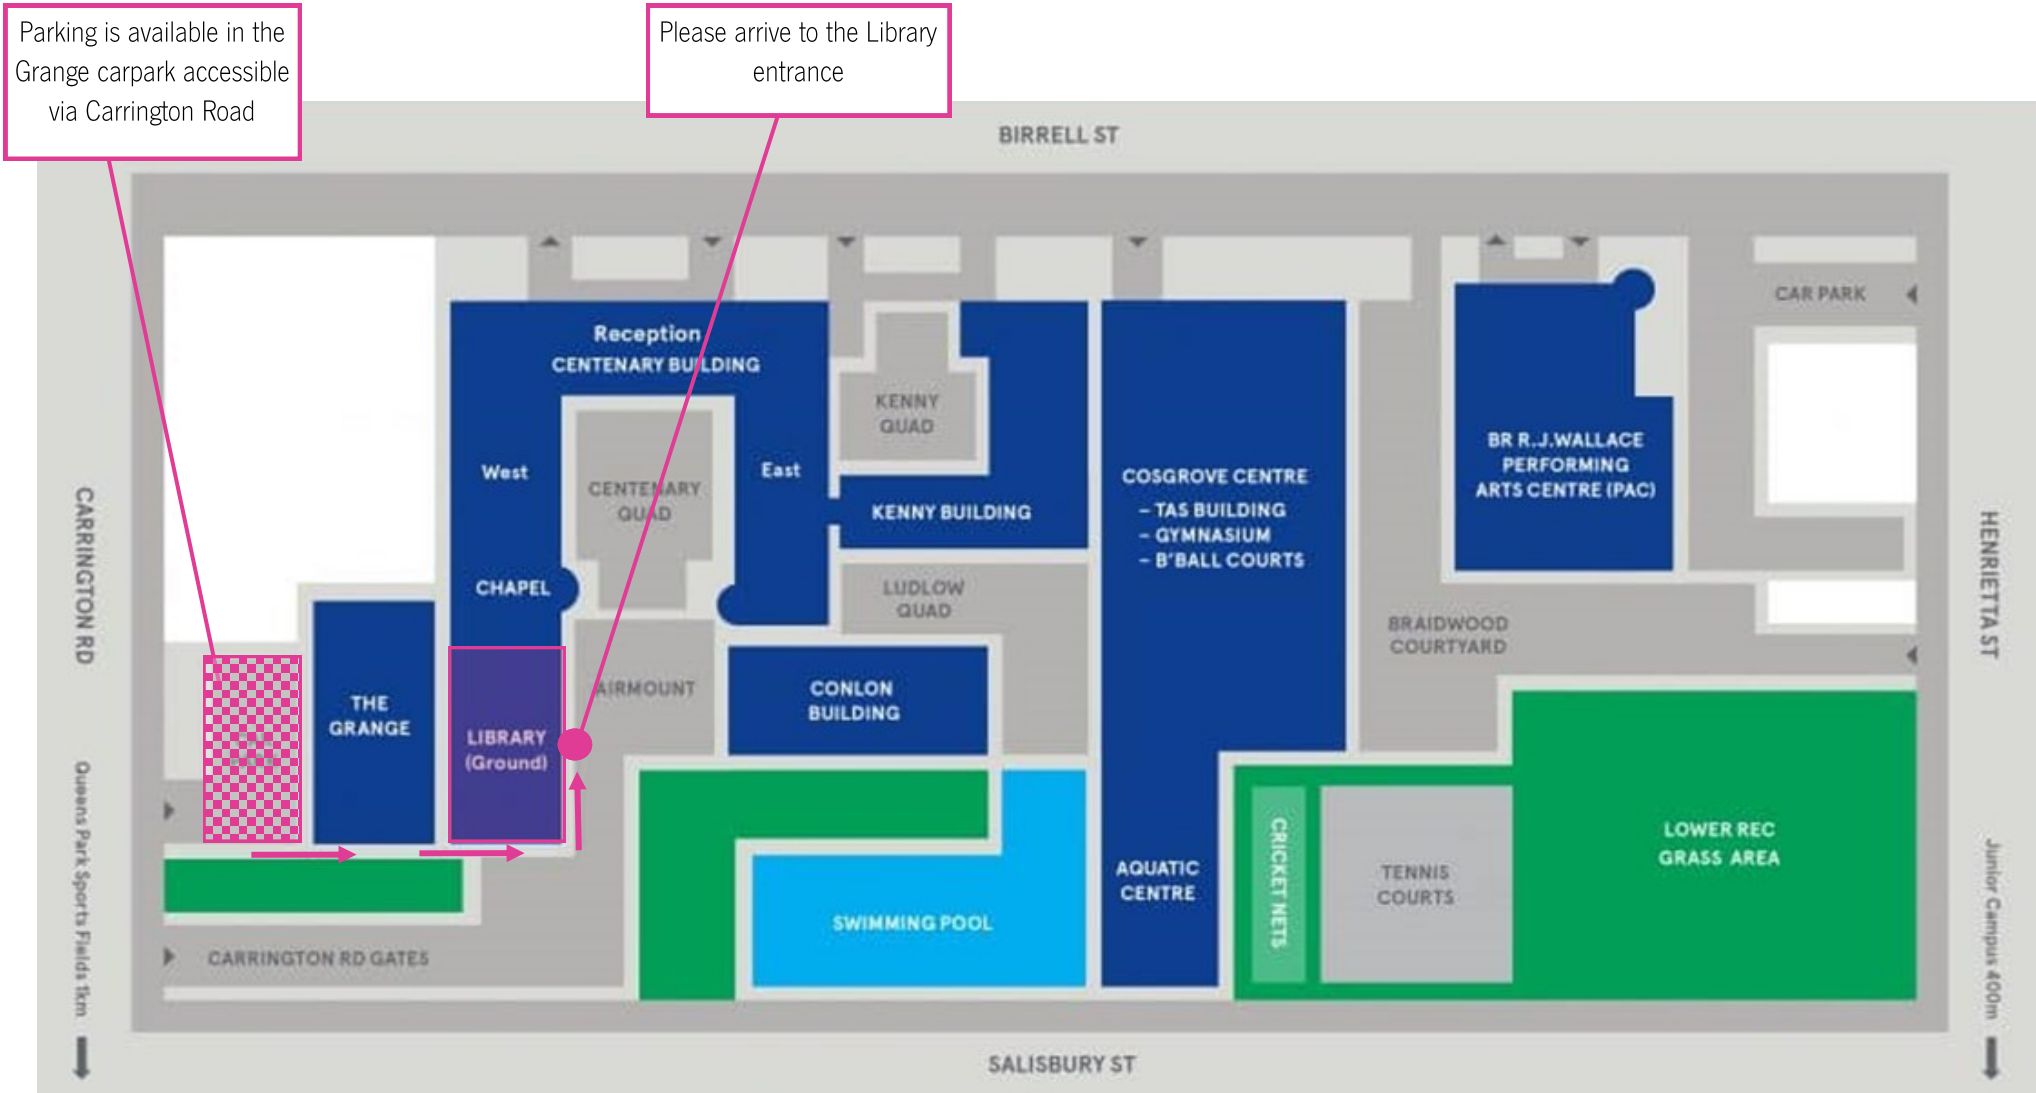 Parking is available in the
Grange carpark accessible
via Carrington Road
Please arrive to the Library
entrance
BIRRELL ST
CAR PARK
Reception
CENTENARY BUILDING
KENNY
QUAD
West
East
CENTENARY
QUAD
KENNY BUILDING
COSGROVE CENTRE
– TAS BUILDING
– GYMNASIUM
– B'BALL COURTS
BR R.J.WALLACE
PERFORMING
ARTS CENTRE (PAC)
CARRINGTON RD
HENRIETTA ST
CHAPEL
LUDLOW
QUAD
BRAIDWOOD
COURTYARD
THE
GRANGE
AIRMOUNT
CONLON
BUILDING
LIBRARY
(Ground)
Queens Park Sports Fields 1km
Junior Campus 400m
LOWER REC
GRASS AREA
AQUATIC
CENTRE
CRICKET NETS
TENNIS
COURTS
SWIMMING POOL
CARRINGTON RD GATES
SALISBURY ST